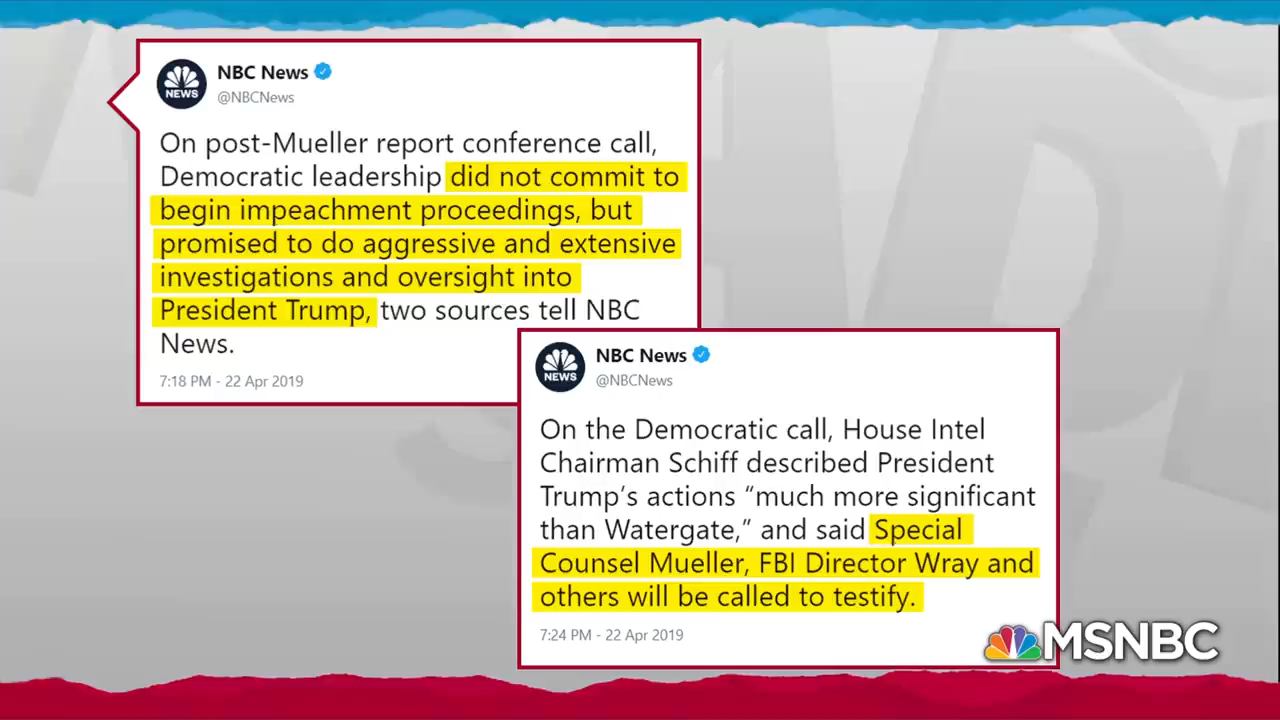 NBC News
NEWS
@NBCNews
On post-Mueller report conference call,
Democratic leadership did not commit to
begin impeachment proceedings, but
promised to do aggressive and extensive
investigations and oversight into
President Trump, two sources tell NBC
News.
7:18 PM - 22 Apr 2019
NBC News
NEWS
@NBCNews
On the Democratic call, House Intel
Chairman Schiff described President
Trump's actions “much more significant
than Watergate,” and said Special
Counsel Mueller, FBI Director Wray and
others will be called to testify.
7:24 PM - 22 Apr 2019
MSNBC